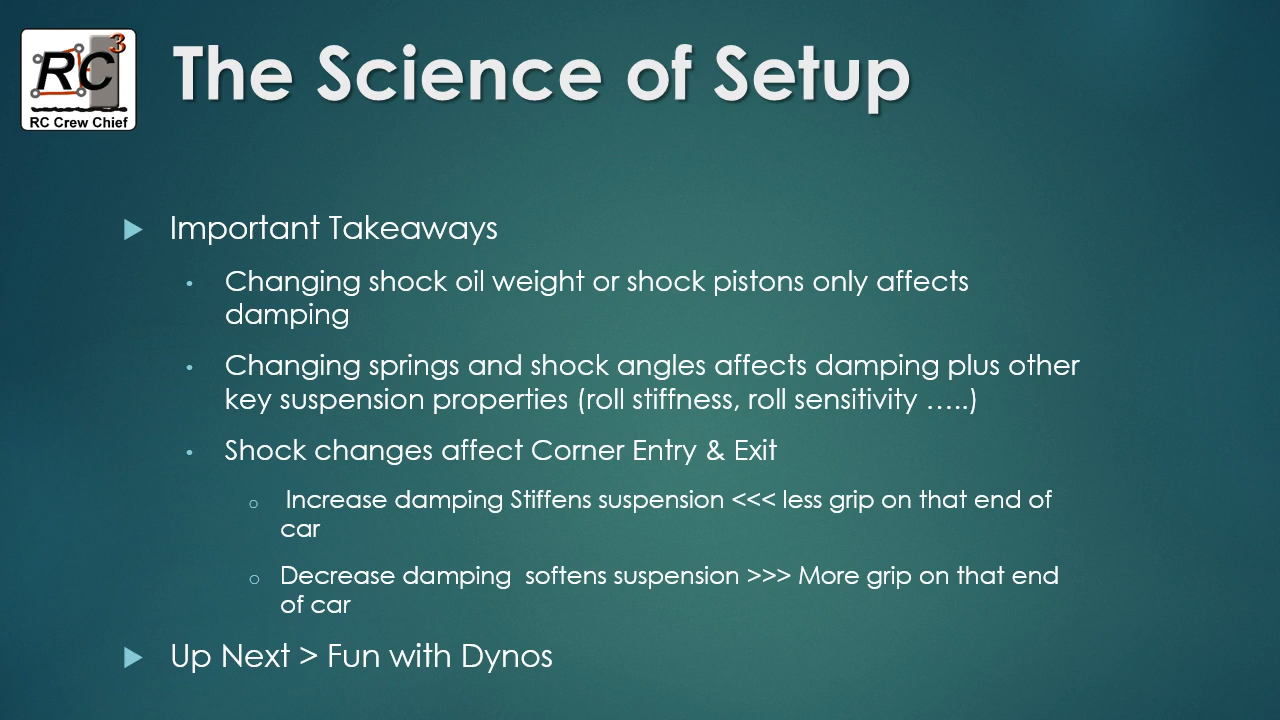 RC3
RC Crew Chief
The Science of Setup
Important Takeaways
Changing shock oil weight or shock pistons only affects
damping
Changing springs and shock angles affects damping plus other
key suspension properties (roll stiffness, roll sensitivity …..)
Shock changes affect Corner Entry & Exit
Increase damping Stiffens suspension <<< less grip on that end of
car
Decrease damping  softens suspension >>> More grip on that end
of car
Up Next > Fun with Dynos